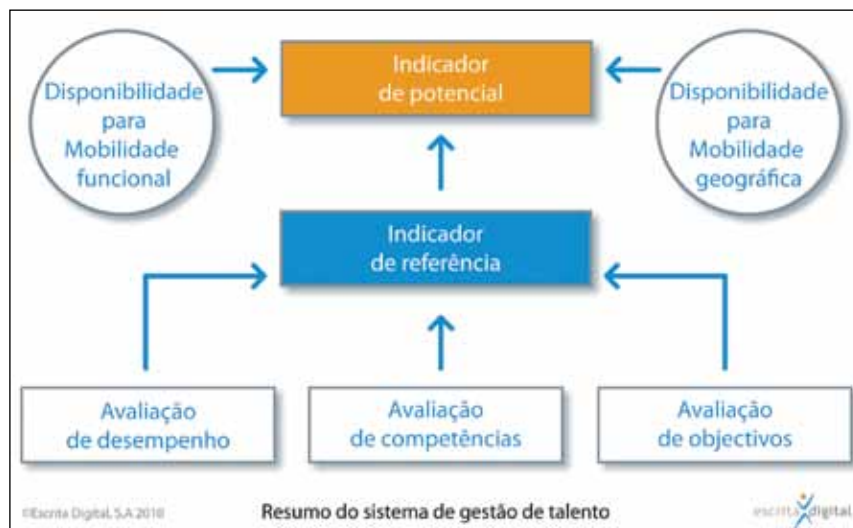 Indicador
de potencial
Disponibilidade
para
Mobilidade
funcional
Disponibilidade
para
Mobilidade
geográfica
Indicador
de referência
Avaliação
de desempenho
Avaliação
de competências
Avaliação
de objectivos
©Escrita Digital, S.A 2010
Resumo do sistema de gestão de talento
escrita digital